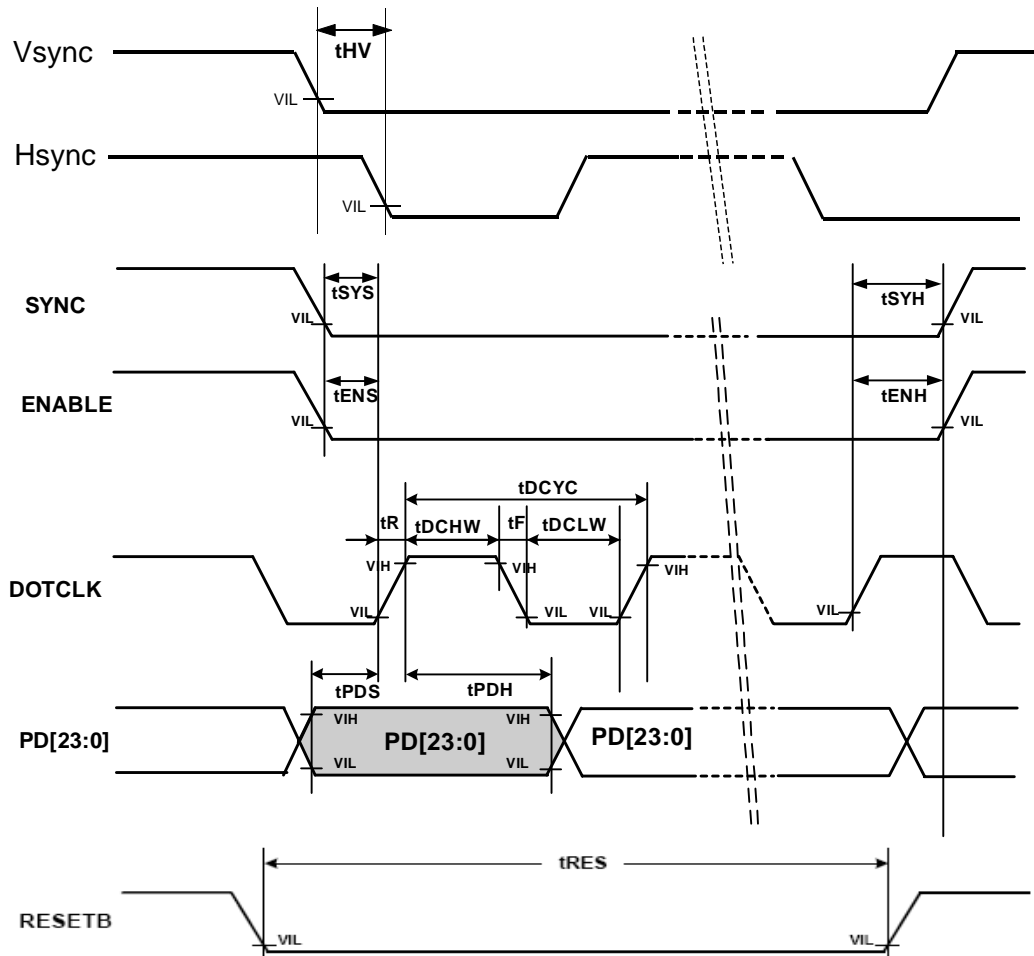 tHV
Vsync
VIL
Hsync
VIL
tSYS
tSYH
SYNC
VIL
VIL
tENS
tENH
ENABLE
VIL
VIL
tDCYC
tR
tDCHW
tF
tDCLW
VIH
VIH
VIH
DOTCLK
VIL
VIL
VIL
VIL
tPDS
tPDH
VIH
VIH
PD[23:0]
PD[23:0]
PD[23:0]
VIL
VIL
tRES
RESETB
VIL
VIL